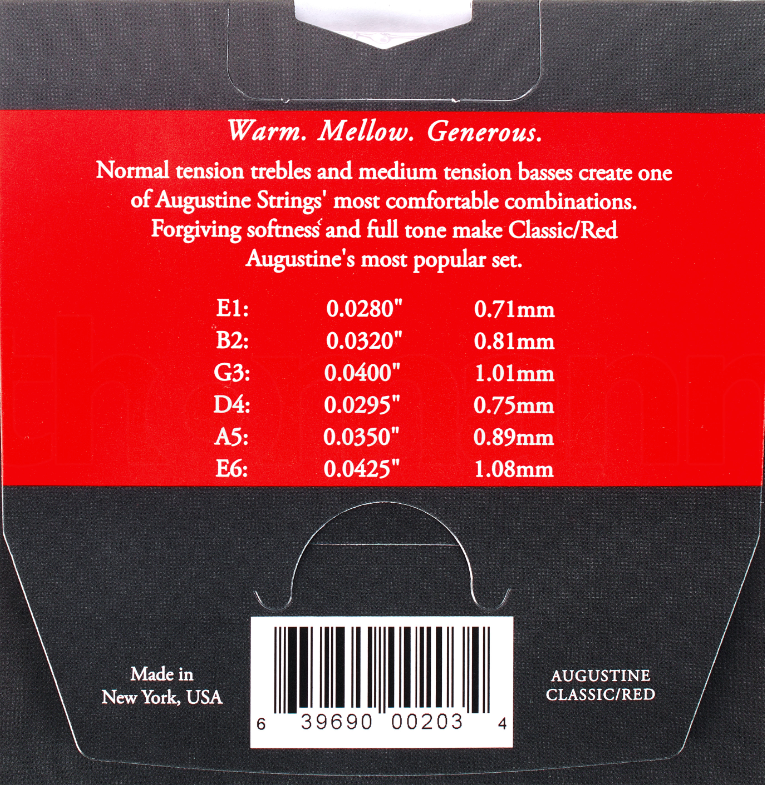 Warm. Mellow. Generous.
Normal tension trebles and medium tension basses create one
of Augustine Strings' most comfortable combinations.
Forgiving softness and full tone make Classic/Red
Augustine's most popular set.
E1: 0.0280" 0.71mm
B2: 0.0320" 0.81mm
G3: 0.0400" 1.01mm
D4: 0.0295" 0.75mm
A5: 0.0350" 0.89mm
E6: 0.0425" 1.08mm
Made in
New York, USA
AUGUSTINE
CLASSIC/RED
6 39690 00203 4
thomann